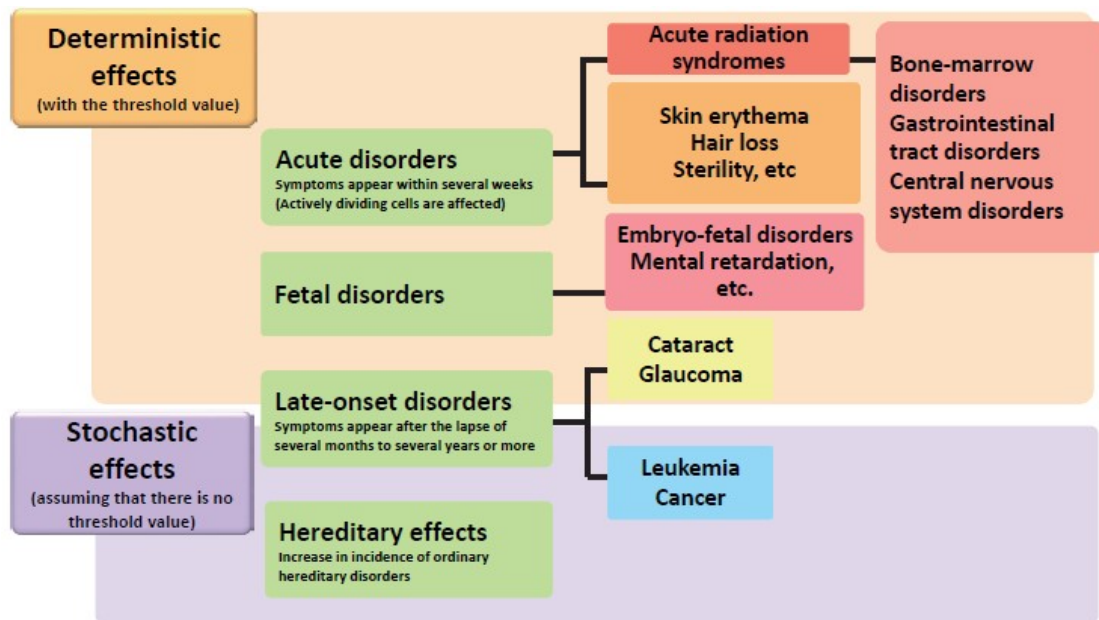 Deterministic
effects
(with the threshold value)
Acute radiation
syndromes
Bone-marrow
disorders
Gastrointestinal
tract disorders
Central nervous
system disorders
Skin erythema
Hair loss
Sterility, etc
Acute disorders
Symptoms appear within several weeks
(Actively dividing cells are affected)
Embryo-fetal disorders
Mental retardation,
etc.
Fetal disorders
Cataract
Glaucoma
Late-onset disorders
Symptoms appear after the lapse of
several months to several years or more
Stochastic
effects
(assuming that there is no
threshold value)
Leukemia
Cancer
Hereditary effects
Increase in incidence of ordinary
hereditary disorders